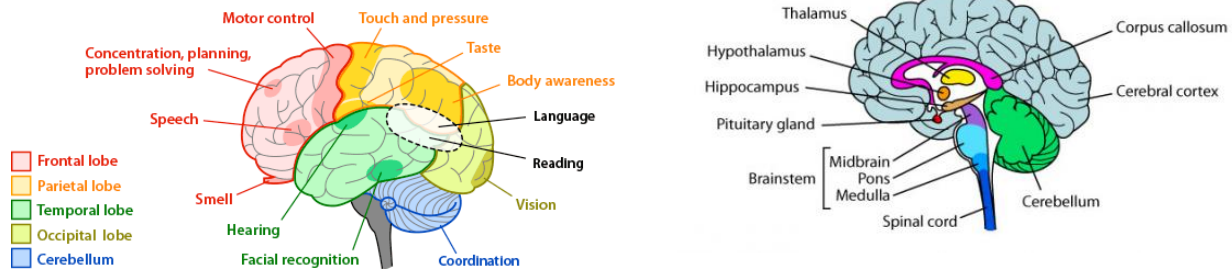 Motor control
Touch and pressure
Taste
Concentration, planning,
problem solving
Body awareness
Language
Speech
Reading
Frontal lobe
Parietal lobe
Temporal lobe
Occipital lobe
Cerebellum
Smell
Vision
Hearing
Facial recognition
Coordination
Thalamus
Corpus callosum
Hypothalamus
Hippocampus
Cerebral cortex
Pituitary gland
Midbrain
Brainstem
Pons
Medulla
Cerebellum
Spinal cord